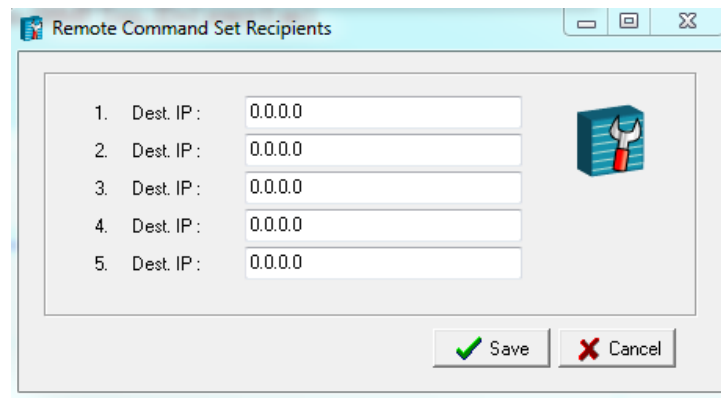 Remote Command Set Recipients
1. Dest. IP : 0.0.0.0
2. Dest. IP : 0.0.0.0
3. Dest. IP : 0.0.0.0
4. Dest. IP : 0.0.0.0
5. Dest. IP : 0.0.0.0
Save Cancel